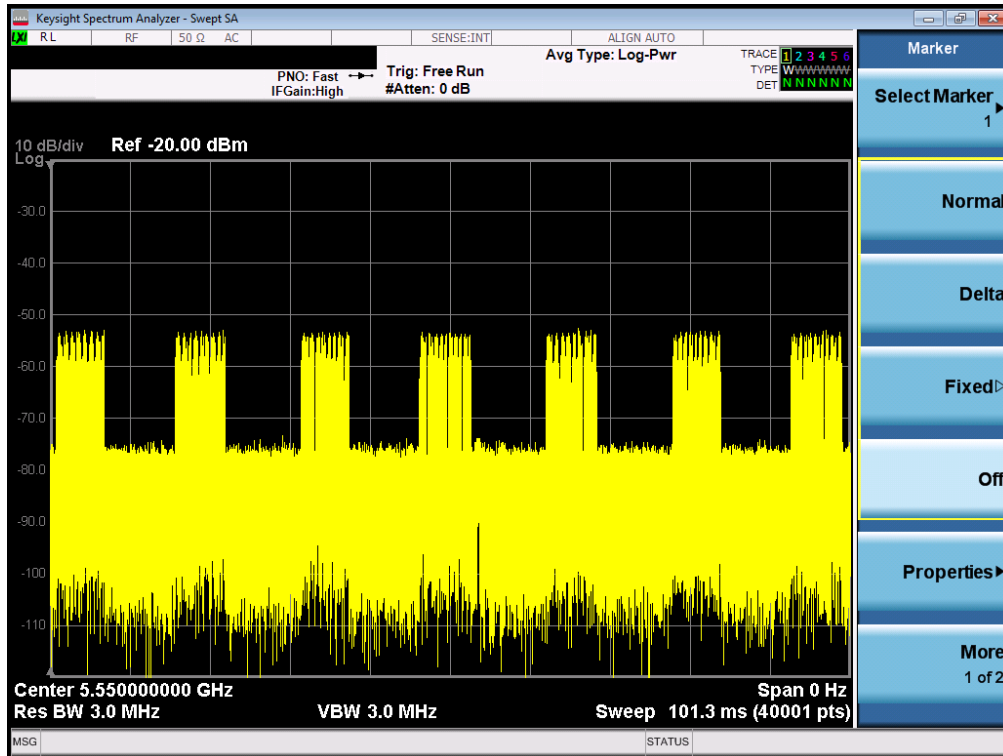 Keysight Spectrum Analyzer - Swept SA
LXI RL RF 50 Ω AC SENSE:INT ALIGN AUTO
Marker
Avg Type: Log-Pwr
TRACE 1 2 3 4 5 6
PNO: Fast
Trig: Free Run
TYPE WWWWWW
IFGain:High
#Atten: 0 dB
DET N N N N N N
Select Marker
1
10 dB/div
Ref -20.00 dBm
Log
Normal
-30.0
-40.0
Delta
-50.0
-60.0
Fixed
-70.0
-80.0
Off
-90.0
-100
Properties
-110
More
1 of 2
Center 5.550000000 GHz
Span 0 Hz
Res BW 3.0 MHz
VBW 3.0 MHz
Sweep 101.3 ms (40001 pts)
MSG
STATUS